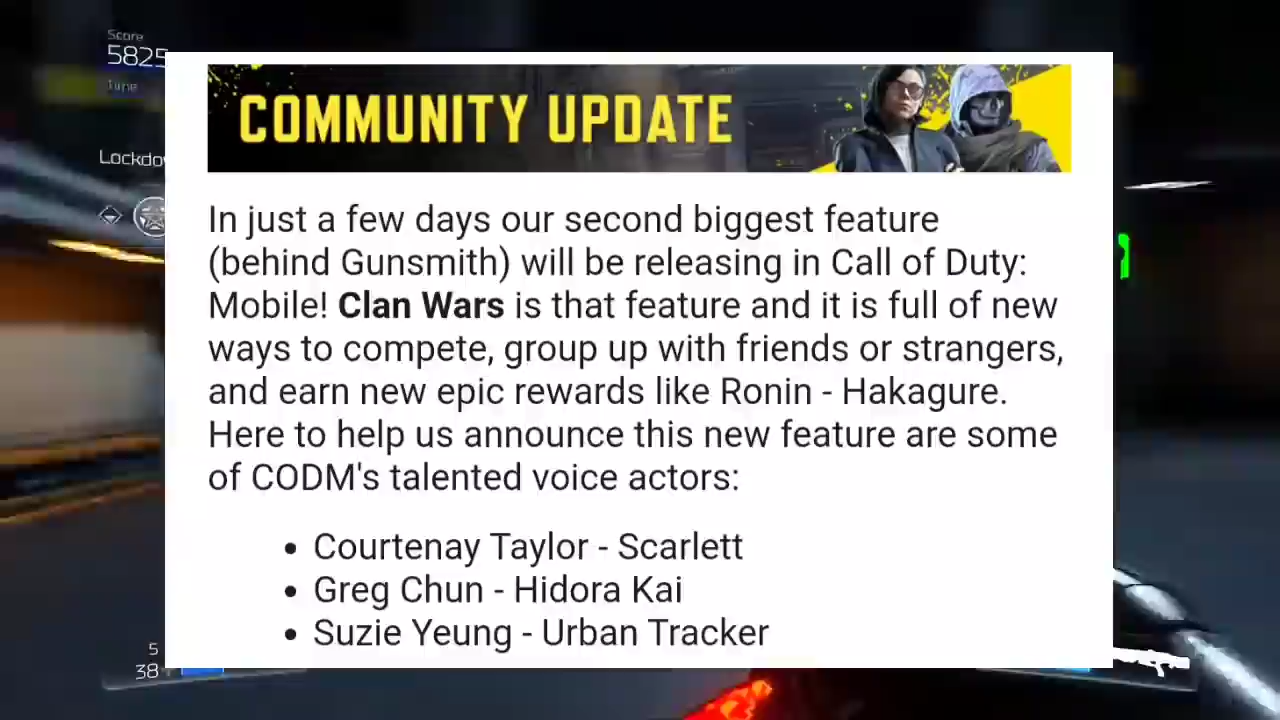 Score
5825
Time
COMMUNITY UPDATE
Lockdo
In just a few days our second biggest feature
(behind Gunsmith) will be releasing in Call of Duty:
Mobile! Clan Wars is that feature and it is full of new
ways to compete, group up with friends or strangers,
and earn new epic rewards like Ronin - Hakagure.
Here to help us announce this new feature are some
of CODM's talented voice actors:
• Courtenay Taylor - Scarlett
• Greg Chun - Hidora Kai
• Suzie Yeung - Urban Tracker
5
38